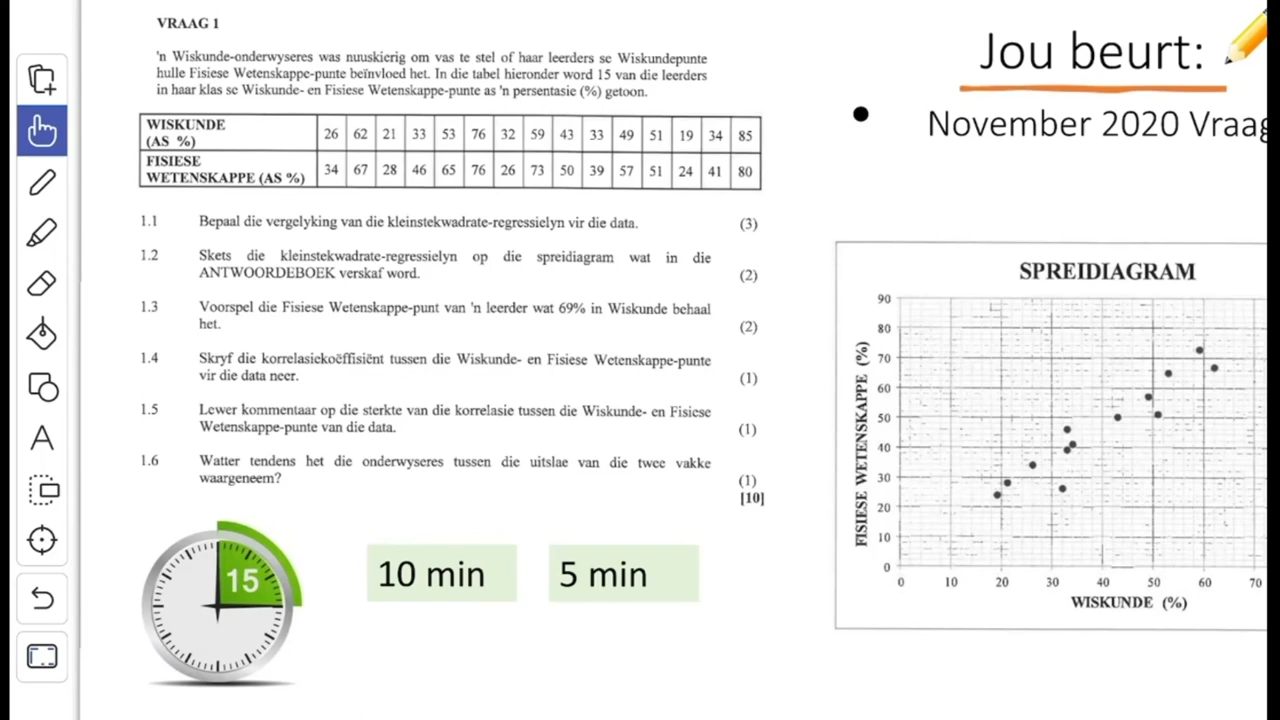 VRAAG 1
'n Wiskunde-onderwyseres was nuuskierig om vas te stel of haar leerders se Wiskundepunte
hulle Fisiese Wetenskappe-punte beïnvloed het. In die tabel hieronder word 15 van die leerders
in haar klas se Wiskunde- en Fisiese Wetenskappe-punte as 'n persentasie (%) getoon.
WISKUNDE
(AS %) 26 62 21 33 53 76 32 59 43 33 49 51 19 34 85
FISIESE
WETENSKAPPE (AS %) 34 67 28 46 65 76 26 73 50 39 57 51 24 41 80
1.1 Bepaal die vergelyking van die kleinstekwadrate-regressielyn vir die data. (3)
1.2 Skets die kleinstekwadrate-regressielyn op die spreidiagram wat in die
ANTWOORDEBOEK verskaf word. (2)
1.3 Voorspel die Fisiese Wetenskappe-punt van 'n leerder wat 69% in Wiskunde behaal
het. (2)
1.4 Skryf die korrelasiekoëffisiënt tussen die Wiskunde- en Fisiese Wetenskappe-punte
vir die data neer. (1)
1.5 Lewer kommentaar op die sterkte van die korrelasie tussen die Wiskunde- en Fisiese
Wetenskappe-punte van die data. (1)
1.6 Watter tendens het die onderwyseres tussen die uitslae van die twee vakke
waargeneem? (1)
[10]
15
10 min
5 min
Jou beurt:
• November 2020 Vraag
SPREIDIAGRAM
FISIESE WETENSKAPPE (%)
90
80
70
60
50
40
30
20
10
0
0 10 20 30 40 50 60 70
WISKUNDE (%)
A